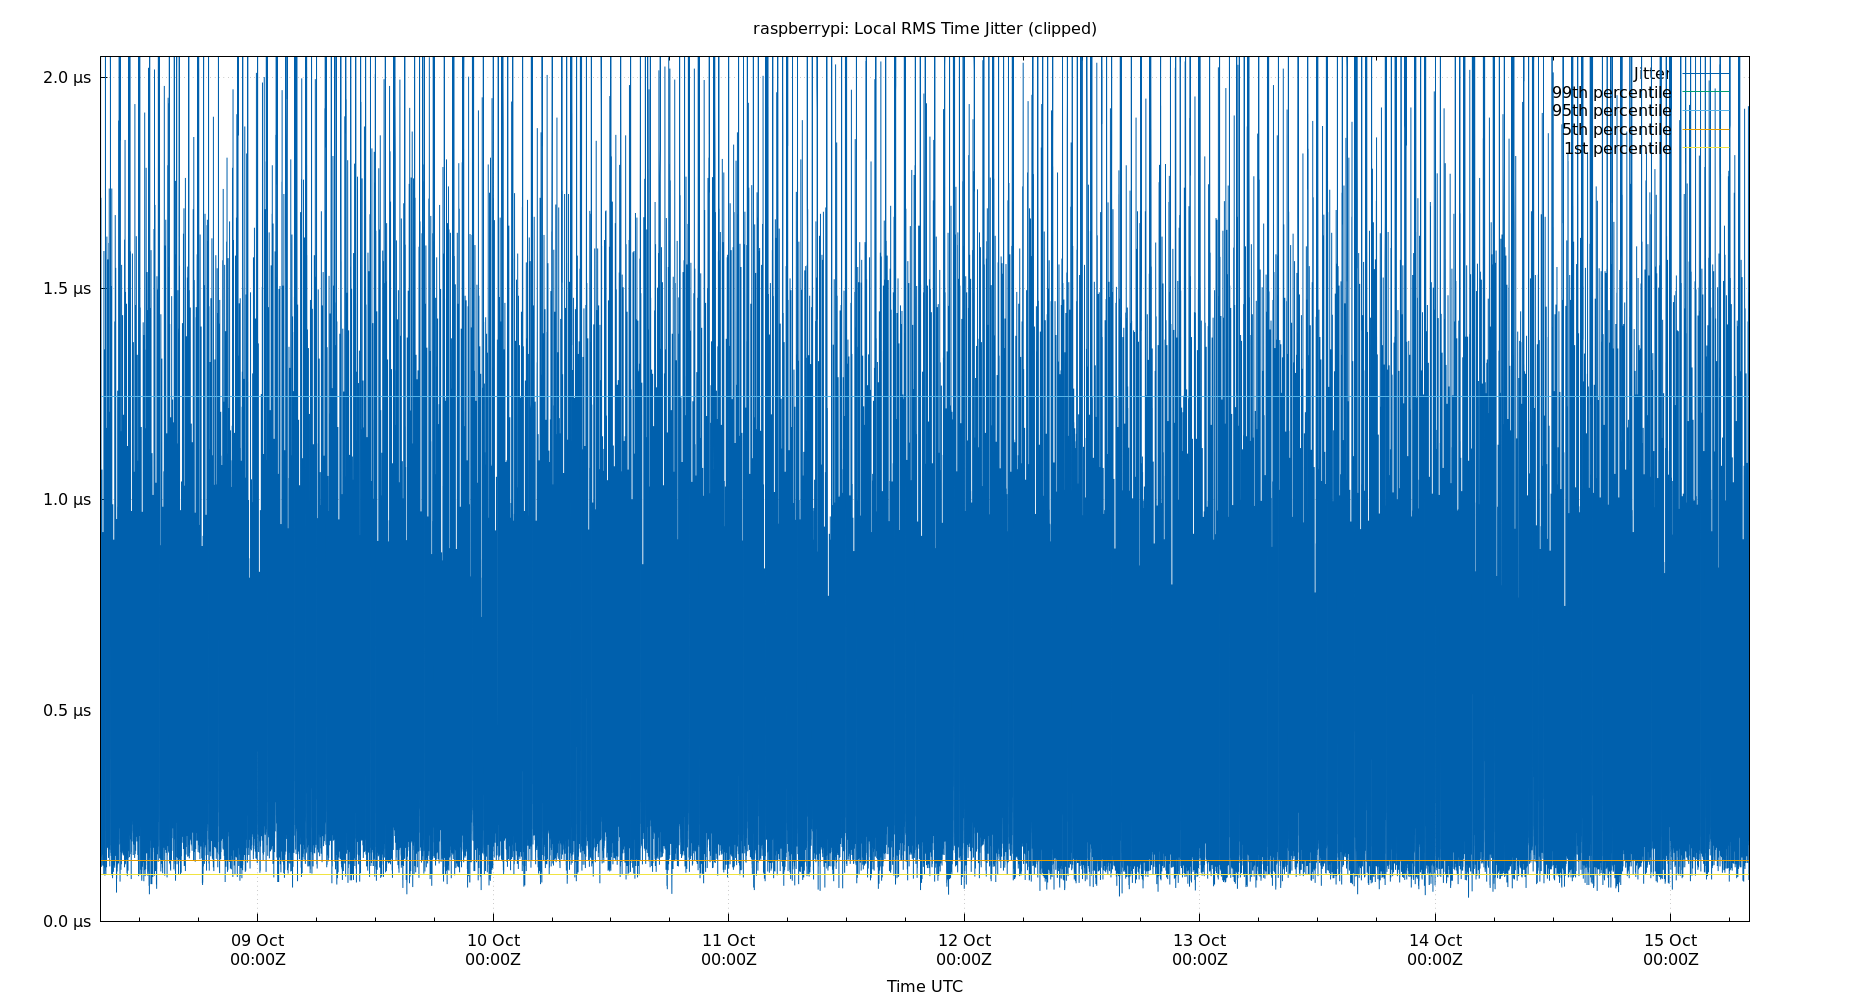 raspberrypi: Local RMS Time Jitter (clipped)
2.0 µs
1.5 µs
1.0 µs
0.5 µs
0.0 µs
Jitter
99th percentile
95th percentile
5th percentile
1st percentile
09 Oct 10 Oct 11 Oct 12 Oct 13 Oct 14 Oct 15 Oct
00:00Z 00:00Z 00:00Z 00:00Z 00:00Z 00:00Z 00:00Z
Time UTC